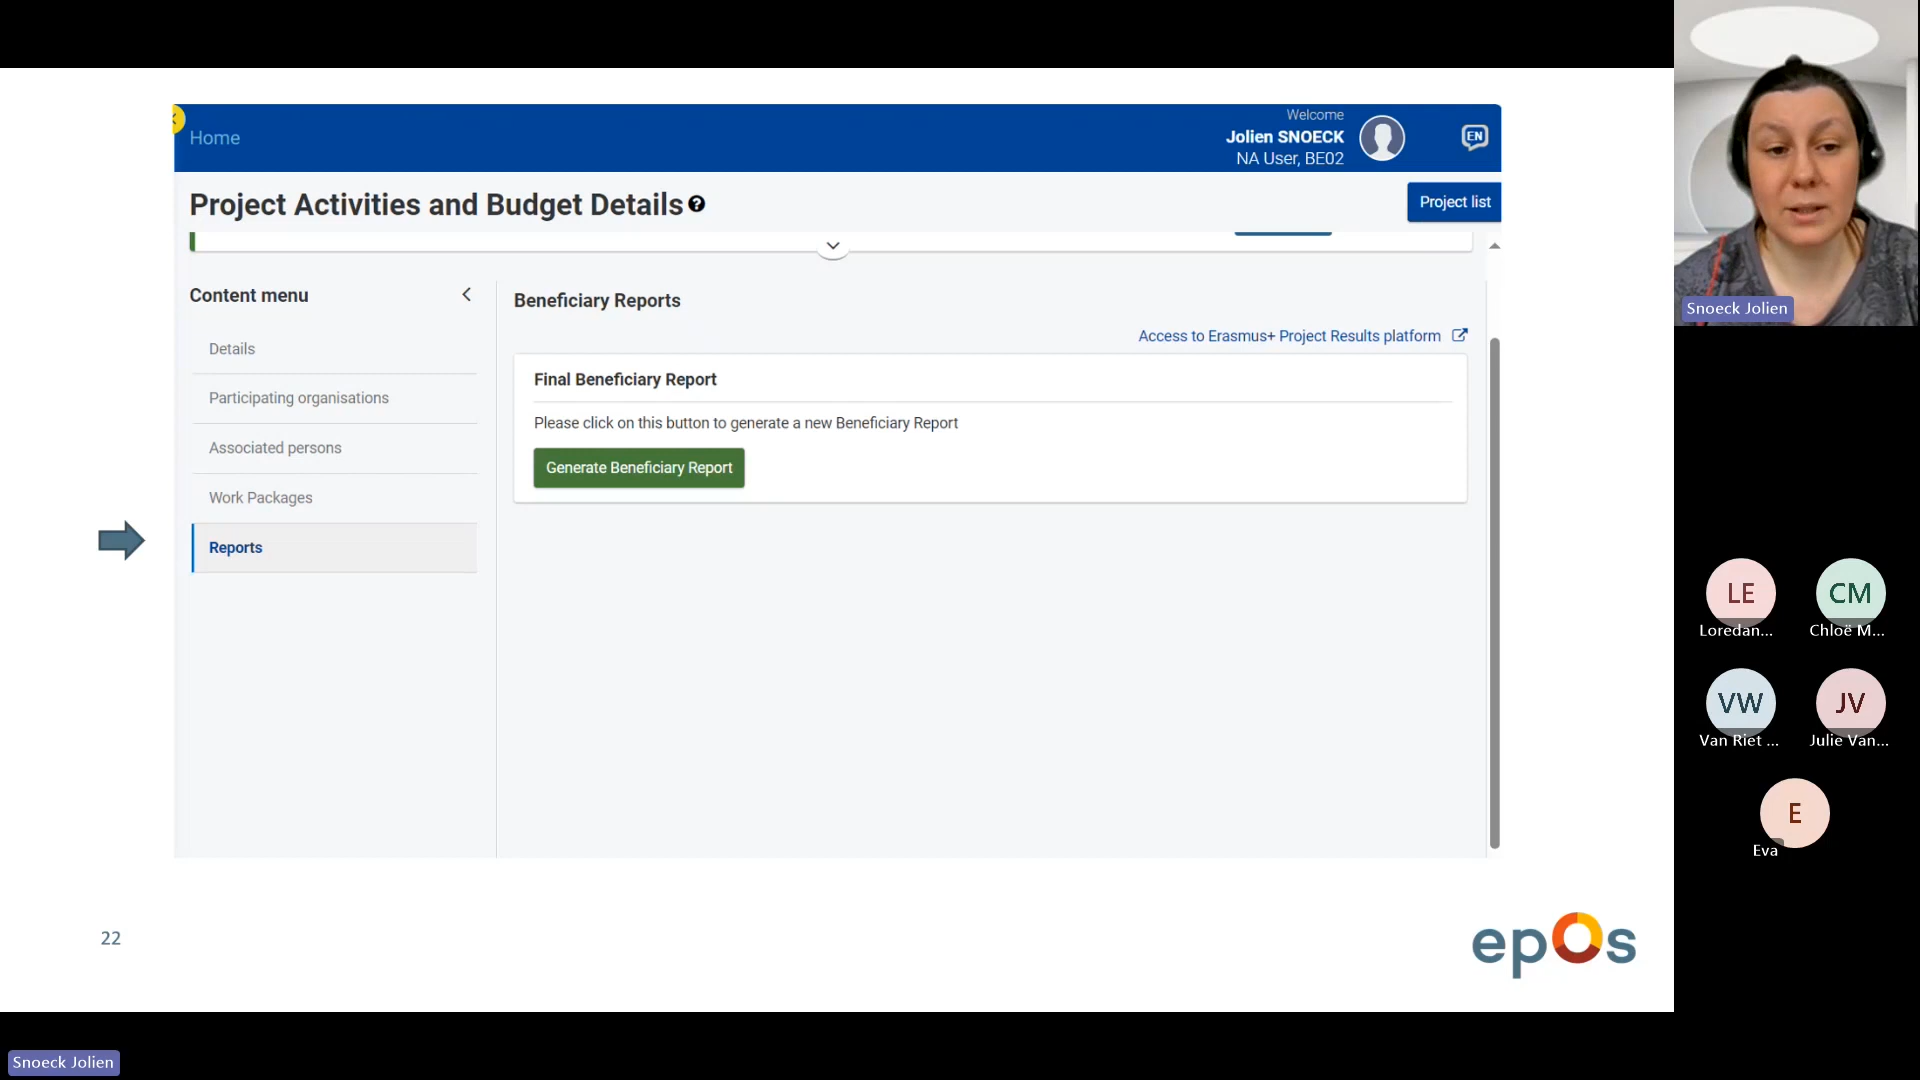 Home
Welcome
Jolien SNOECK
NA User, BE02
EN
Project Activities and Budget Details
Project list
Content menu
Details
Participating organisations
Associated persons
Work Packages
Reports
Beneficiary Reports
Access to Erasmus+ Project Results platform
Final Beneficiary Report
Please click on this button to generate a new Beneficiary Report
Generate Beneficiary Report
22
epos
Snoeck Jolien
LE
Loredan...
CM
Chloë M...
VW
Van Riet ...
JV
Julie Van...
E
Eva
Snoeck Jolien